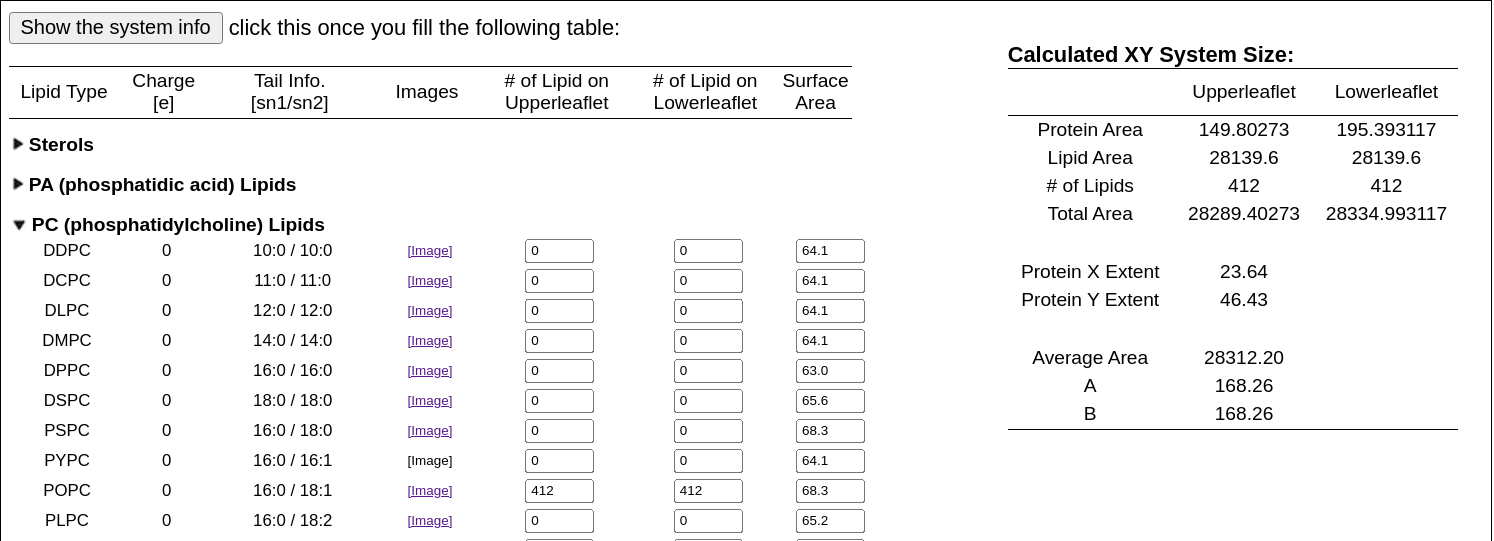 Show the system info click this once you fill the following table:
Lipid Type Charge [e] Tail Info. [sn1/sn2] Images # of Lipid on Upperleaflet # of Lipid on Lowerleaflet Surface Area
Sterols
PA (phosphatidic acid) Lipids
PC (phosphatidylcholine) Lipids
DDPC 0 10:0 / 10:0 [Image] 0 0 64.1
DCPC 0 11:0 / 11:0 [Image] 0 0 64.1
DLPC 0 12:0 / 12:0 [Image] 0 0 64.1
DMPC 0 14:0 / 14:0 [Image] 0 0 64.1
DPPC 0 16:0 / 16:0 [Image] 0 0 63.0
DSPC 0 18:0 / 18:0 [Image] 0 0 65.6
PSPC 0 16:0 / 18:0 [Image] 0 0 68.3
PYPC 0 16:0 / 16:1 [Image] 0 0 64.1
POPC 0 16:0 / 18:1 [Image] 412 412 68.3
PLPC 0 16:0 / 18:2 [Image] 0 0 65.2
Calculated XY System Size:
Upperleaflet Lowerleaflet
Protein Area 149.80273 195.393117
Lipid Area 28139.6 28139.6
# of Lipids 412 412
Total Area 28289.40273 28334.993117
Protein X Extent 23.64
Protein Y Extent 46.43
Average Area 28312.20
A 168.26
B 168.26